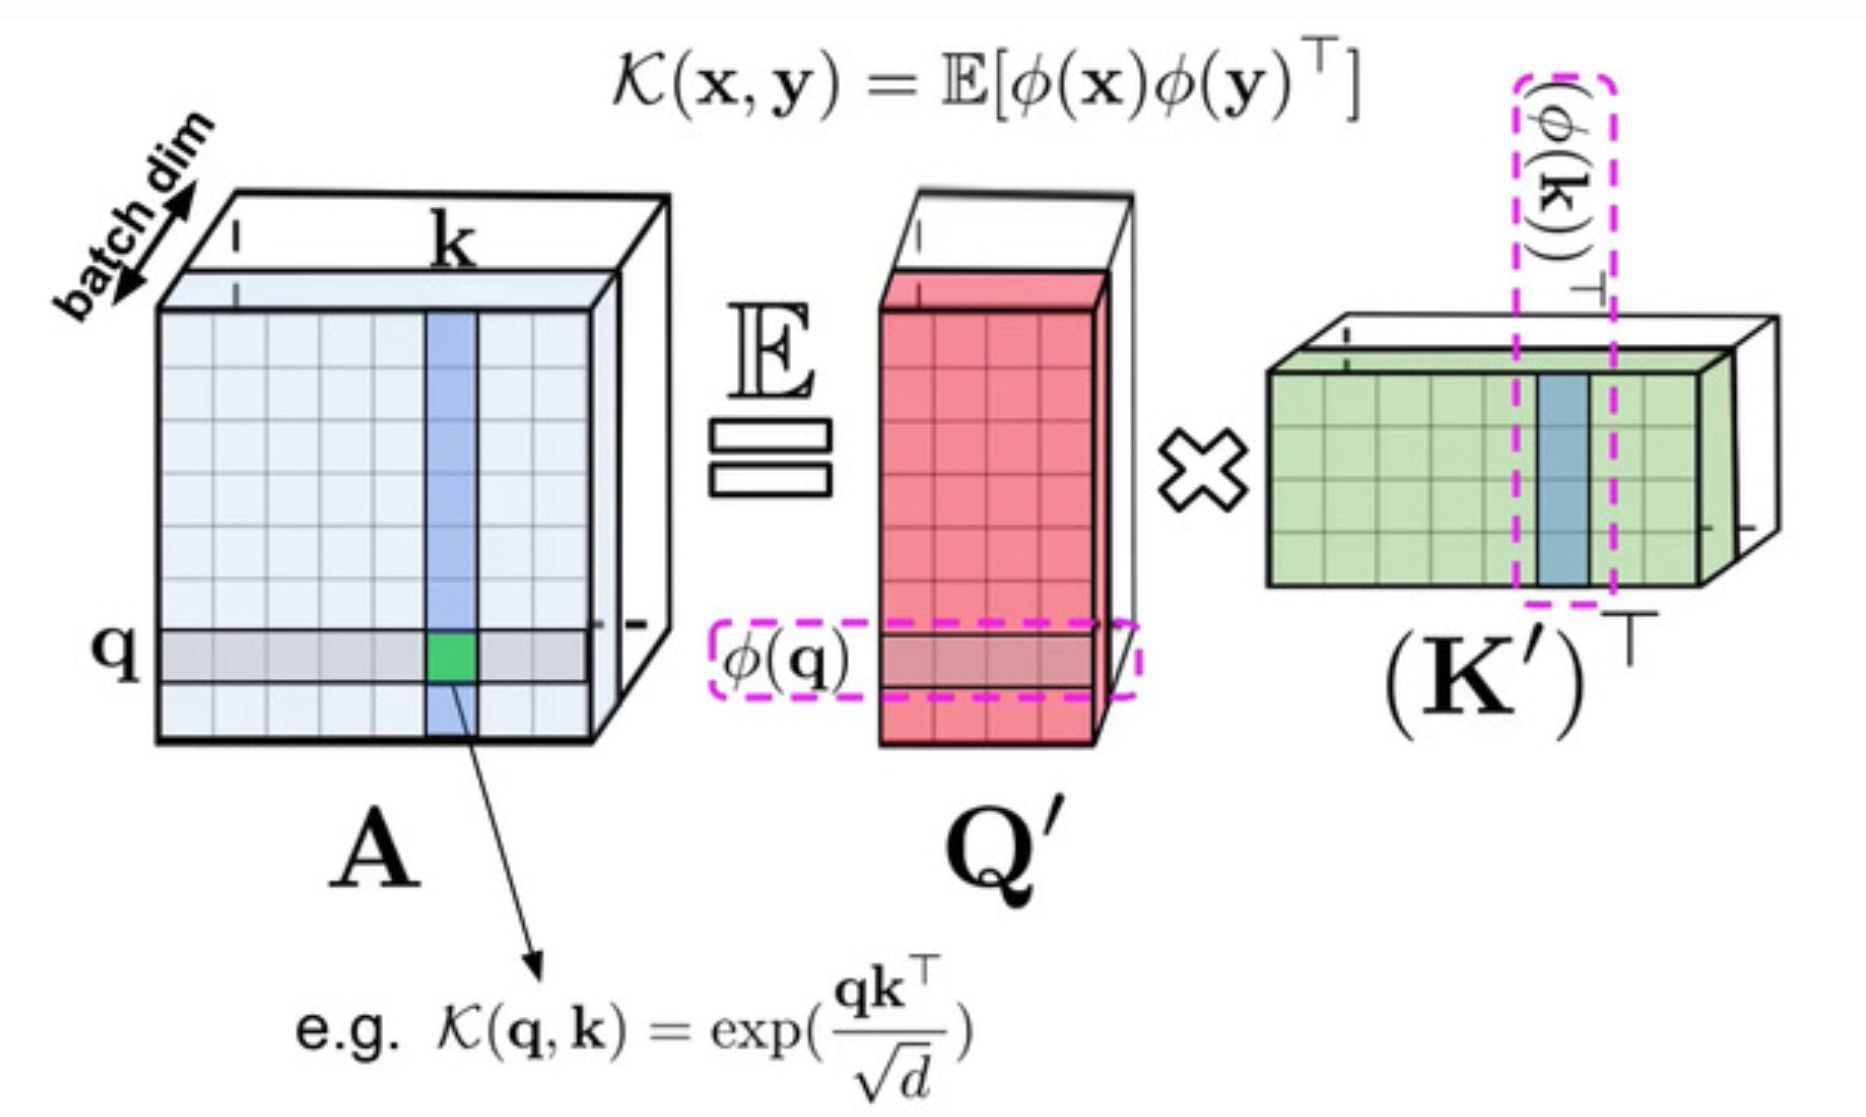 𝒦(𝐱, 𝐲) = 𝔼[ϕ(𝐱)ϕ(𝐲)^⊤]
batch dim
𝐤
(ϕ(𝐤))^⊤
𝔼
=
×
𝐪
ϕ(𝐪)
𝐀
𝐐′
(𝐊′)^⊤
e.g. 𝒦(𝐪, 𝐤) = exp(𝐪𝐤^⊤/√d)